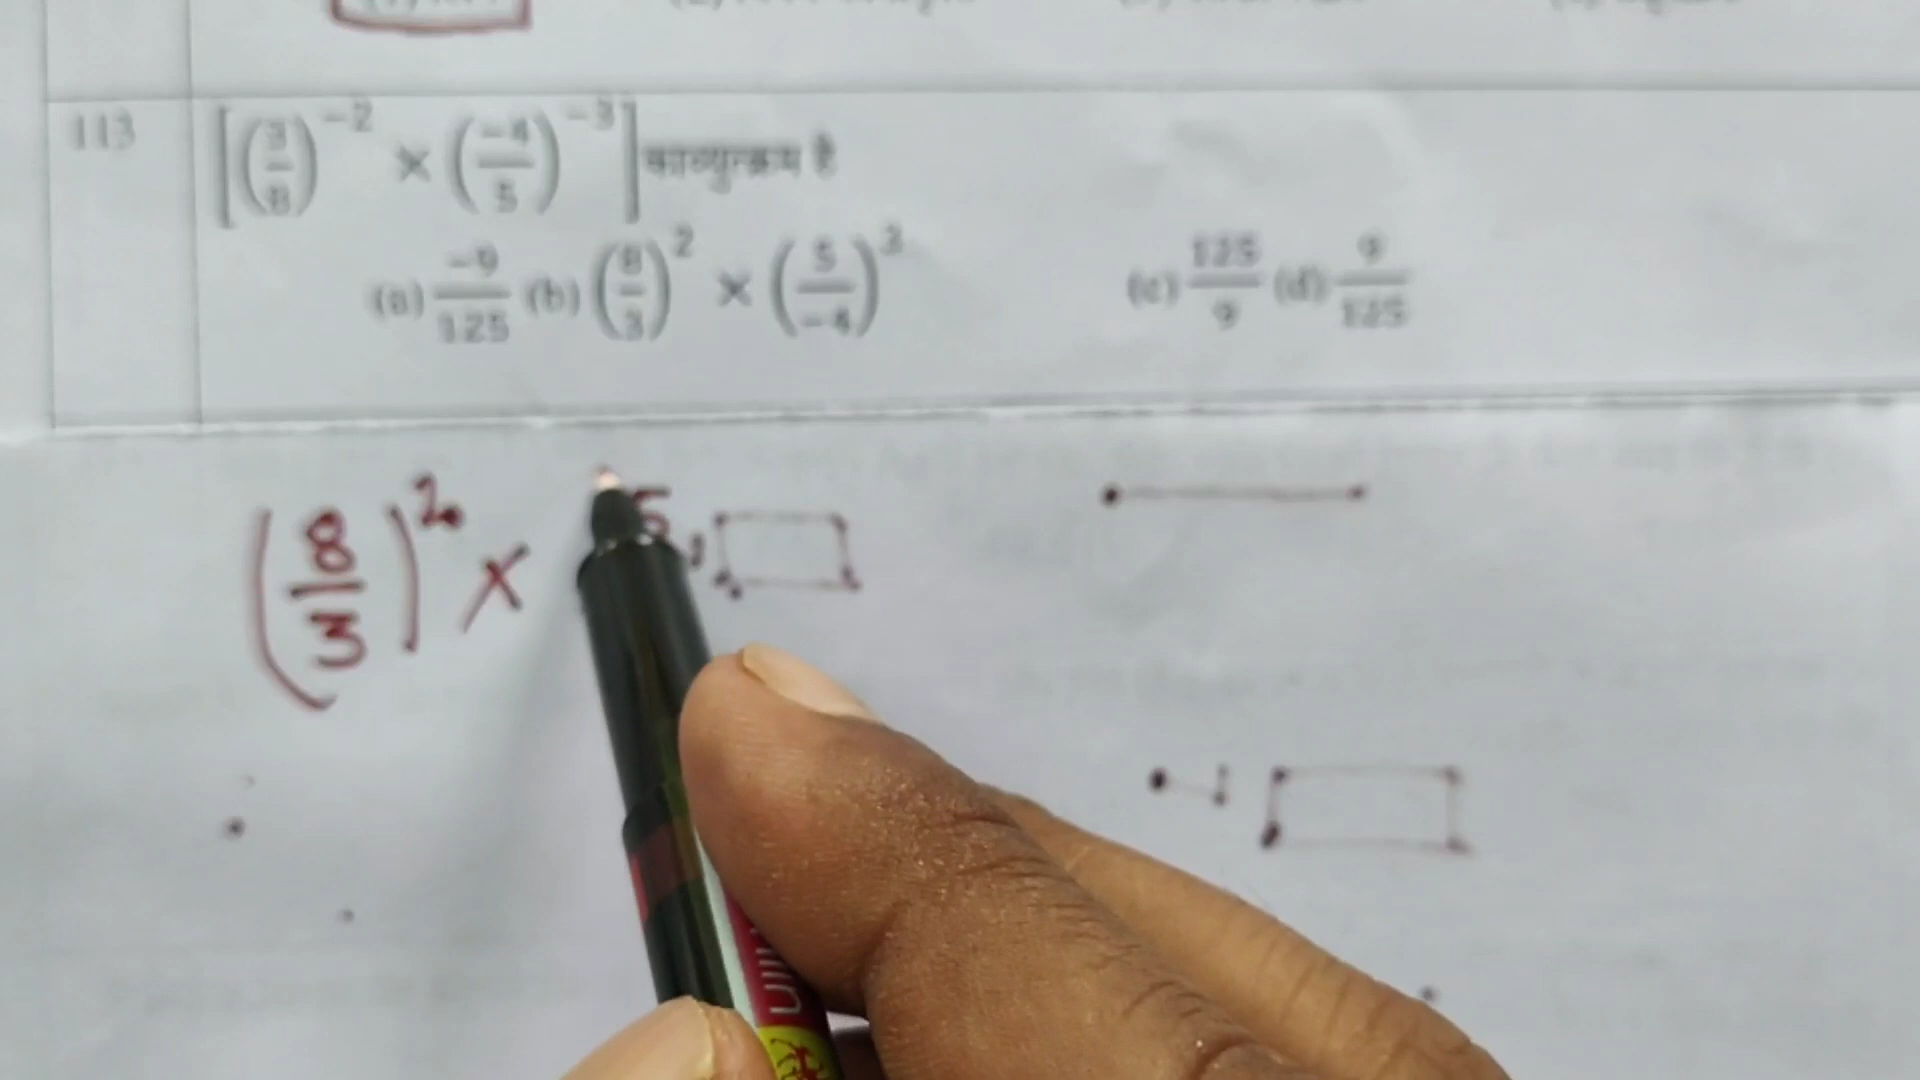 113 [(3/8)^-2 × (-4/5)^-3] काव्युत्क्रम है
(a) -9/125 (b) (8/3)^2 × (5/-4)^3 (c) 125/9 (d) 9/125
(8/3)^2 × 5